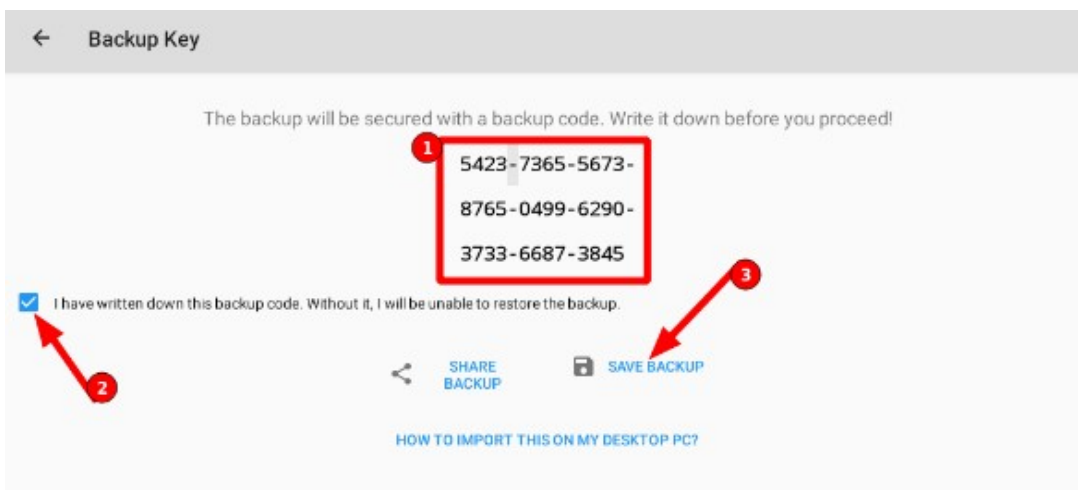 Backup Key
The backup will be secured with a backup code. Write it down before you proceed!
1
5423-7365-5673-
8765-0499-6290-
3733-6687-3845
3
I have written down this backup code. Without it, I will be unable to restore the backup.
2
SHARE
BACKUP
SAVE BACKUP
HOW TO IMPORT THIS ON MY DESKTOP PC?